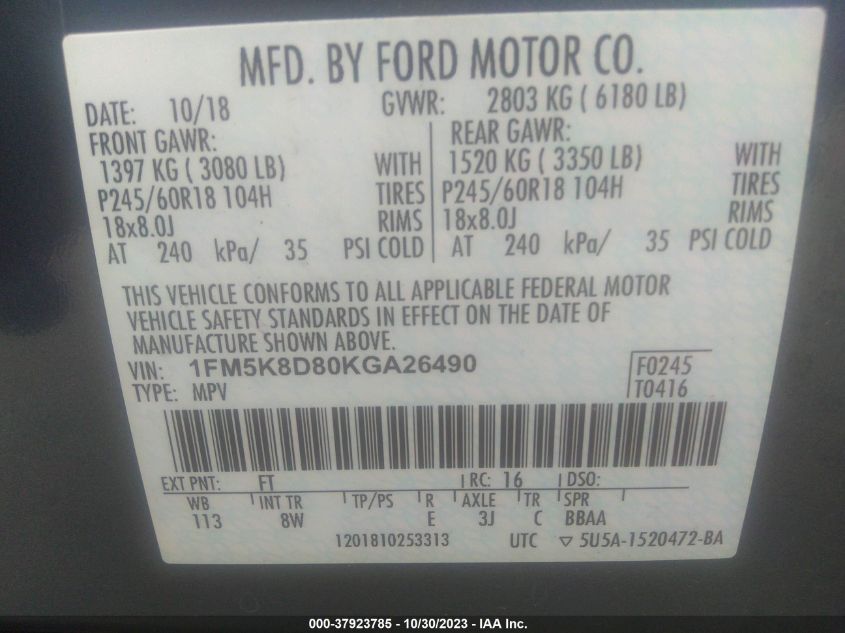 MFD. BY FORD MOTOR CO.
DATE: 10/18 GVWR: 2803 KG ( 6180 LB)
FRONT GAWR: REAR GAWR:
1397 KG ( 3080 LB) WITH 1520 KG ( 3350 LB) WITH
P245/60R18 104H TIRES P245/60R18 104H TIRES
18x8.0J RIMS 18x8.0J RIMS
AT 240 kPa/ 35 PSI COLD AT 240 kPa/ 35 PSI COLD
THIS VEHICLE CONFORMS TO ALL APPLICABLE FEDERAL MOTOR
VEHICLE SAFETY STANDARDS IN EFFECT ON THE DATE OF
MANUFACTURE SHOWN ABOVE.
VIN: 1FM5K8D80KGA26490 F0245
TYPE: MPV T0416
EXT PNT: FT RC: 16 DSO:
WB INT TR TP/PS R AXLE TR SPR
113 8W E 3J C BBAA
1201810253313 UTC ▽ 5U5A-1520472-BA
000-37923785 - 10/30/2023 - IAA Inc.